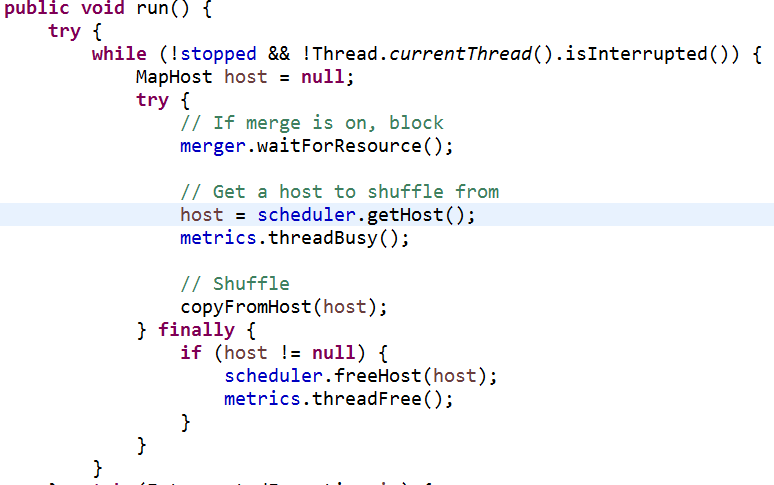 public void run() {
    try {
        while (!stopped && !Thread.currentThread().isInterrupted()) {
            MapHost host = null;
            try {
                // If merge is on, block
                merger.waitForResource();

                // Get a host to shuffle from
                host = scheduler.getHost();
                metrics.threadBusy();

                // Shuffle
                copyFromHost(host);
            } finally {
                if (host != null) {
                    scheduler.freeHost(host);
                    metrics.threadFree();
                }
            }
        }